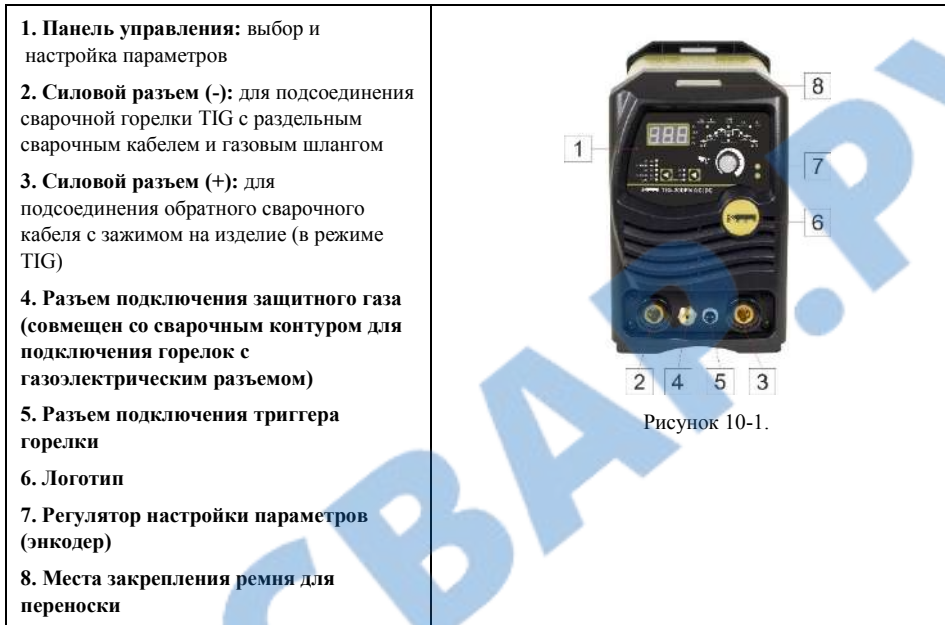 1. Панель управления: выбор и
настройка параметров
2. Силовой разъем (-): для подсоединения
сварочной горелки TIG с раздельным
сварочным кабелем и газовым шлангом
3. Силовой разъем (+): для
подсоединения обратного сварочного
кабеля с зажимом на изделие (в режиме
TIG)
4. Разъем подключения защитного газа
(совмещен со сварочным контуром для
подключения горелок с
газоэлектрическим разъемом)
5. Разъем подключения триггера
горелки
6. Логотип
7. Регулятор настройки параметров
(энкодер)
8. Места закрепления ремня для
переноски
8
1
7
6
2 4 5 3
Рисунок 10-1.
СВАР.РУ